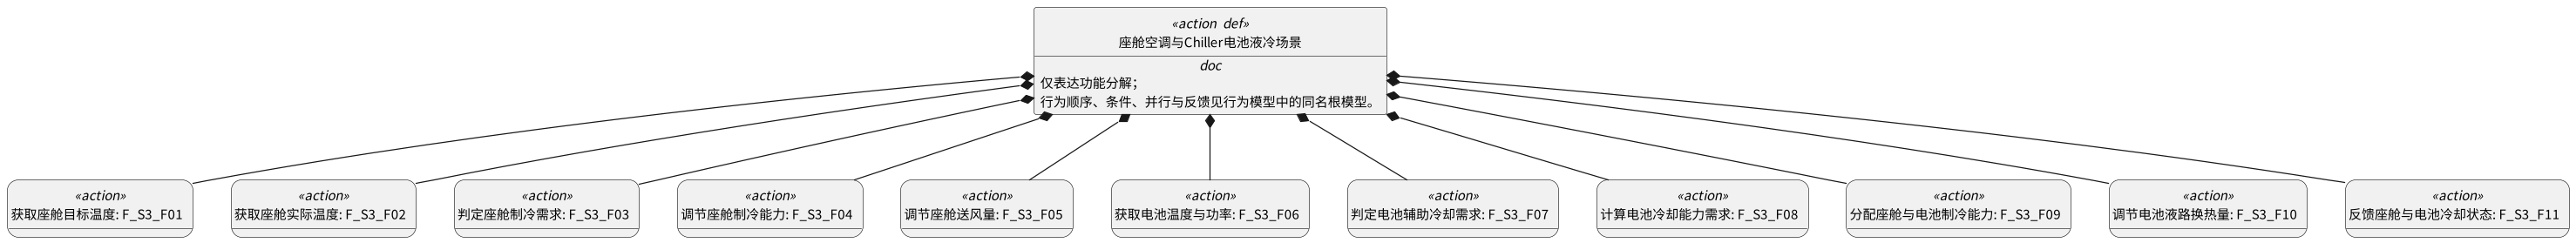 «action def»
座舱空调与Chiller电池液冷场景
doc
仅表达功能分解；
行为顺序、条件、并行与反馈见行为模型中的同名根模型。
«action»
获取座舱目标温度: F_S3_F01
«action»
获取座舱实际温度: F_S3_F02
«action»
判定座舱制冷需求: F_S3_F03
«action»
调节座舱制冷能力: F_S3_F04
«action»
调节座舱送风量: F_S3_F05
«action»
获取电池温度与功率: F_S3_F06
«action»
判定电池辅助冷却需求: F_S3_F07
«action»
计算电池冷却能力需求: F_S3_F08
«action»
分配座舱与电池制冷能力: F_S3_F09
«action»
调节电池液路换热量: F_S3_F10
«action»
反馈座舱与电池冷却状态: F_S3_F11